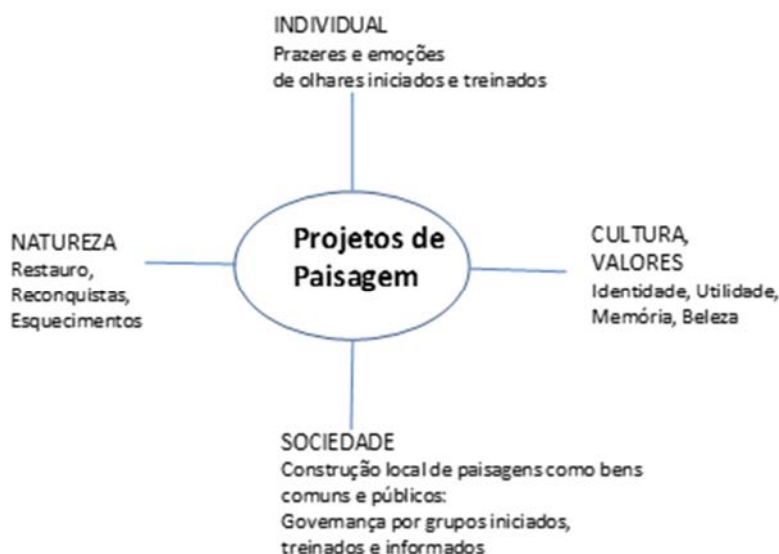 INDIVIDUAL
Prazeres e emoções
de olhares iniciados e treinados
NATUREZA
Restauro,
Reconquistas,
Esquecimentos
Projetos de
Paisagem
CULTURA,
VALORES
Identidade, Utilidade,
Memória, Beleza
SOCIEDADE
Construção local de paisagens como bens
comuns e públicos:
Governança por grupos iniciados,
treinados e informados